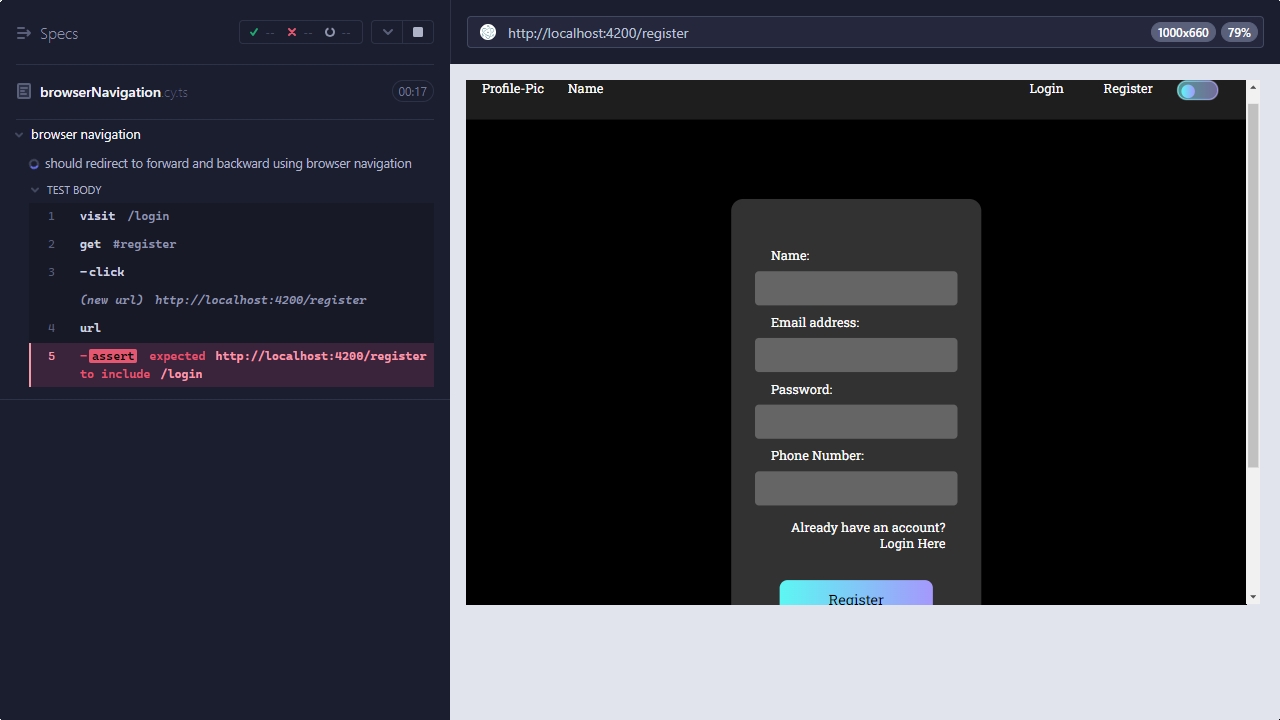 Specs
-- -- --
browserNavigation.cy.ts 00:17
browser navigation
should redirect to forward and backward using browser navigation
TEST BODY
1 visit /login
2 get #register
3 -click
(new url) http://localhost:4200/register
4 url
5 -assert expected http://localhost:4200/register
to include /login
http://localhost:4200/register 1000x660 79%
Profile-Pic Name Login Register
Name:
Email address:
Password:
Phone Number:
Already have an account?
Login Here
Register